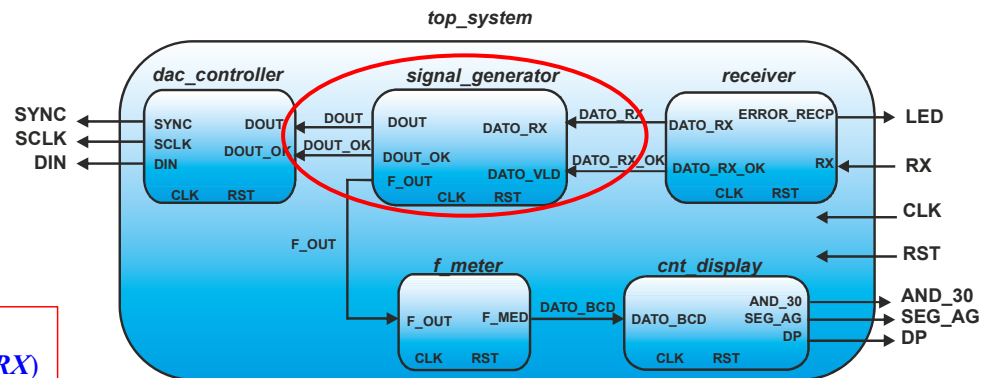 top_system
dac_controller
signal_generator
receiver
SYNC
SCLK
DIN
SYNC
SCLK
DIN
DOUT
DOUT_OK
CLK RST
DOUT
DOUT_OK
DOUT
DOUT_OK
F_OUT
DATO_RX
DATO_VLD
CLK RST
DATO_RX
DATO_RX_OK
DATO_RX
DATO_RX_OK
ERROR_RECP
RX
CLK RST
LED
RX
CLK
RST
F_OUT
f_meter
F_OUT
F_MED
CLK RST
DATO_BCD
cnt_display
DATO_BCD
AND_30
SEG_AG
DP
CLK RST
AND_30
SEG_AG
DP
RX)